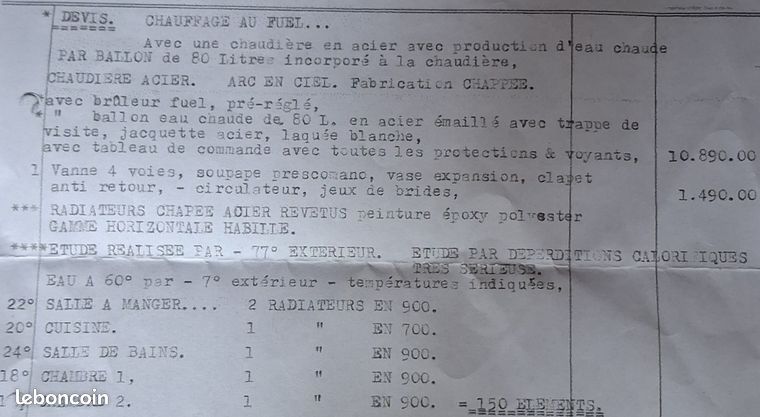 * DEVIS. CHAUFFAGE AU FUEL...
Avec une chaudière en acier avec production d'eau chaude
PAR BALLON de 80 Litres incorporé à la chaudière,
CHAUDIERE ACIER. ARC EN CIEL. Fabrication CHAPPEE.
avec brûleur fuel, pré-réglé,
* " ballon eau chaude de 80 L. en acier émaillé avec trappe de
visite, jacquette acier, laquée blanche,
avec tableau de commande avec toutes les protections & voyants, 10.890.00
1 Vanne 4 voies, soupape prescomano, vase expansion, clapet
anti retour, - circulateur, jeux de brides, 1.490.00
*** RADIATEURS CHAPEE ACIER REVETUS peinture époxy polyester
GAMME HORIZONTALE HABILLE.
****ETUDE REALISEE PAR - 77° EXTERIEUR. ETUDE PAR DEPERDITIONS CALORIFIQUES
TRES SERIEUSE.
EAU A 60° par - 7° extérieur - températures indiquées,
22° SALLE A MANGER.... 2 RADIATEURS EN 900.
20° CUISINE. 1 " EN 700.
24° SALLE DE BAINS. 1 " EN 900.
18° CHAMBRE 1, 1 " EN 900.
2. 1 " EN 900. = 150 ELEMENTS.
leboncoin